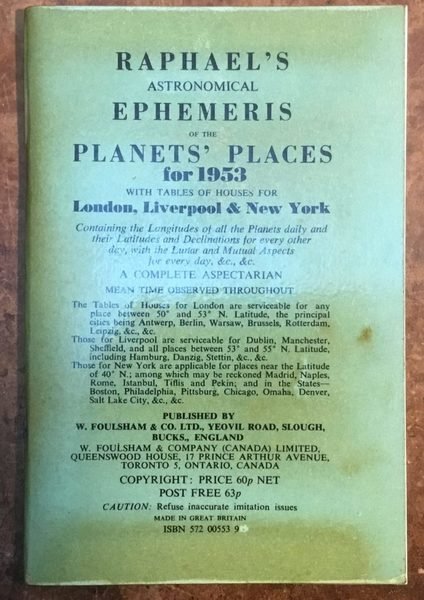 RAPHAEL'S
ASTRONOMICAL
EPHEMERIS
OF THE
PLANETS' PLACES
for 1953
WITH TABLES OF HOUSES FOR
London, Liverpool & New York
Containing the Longitudes of all the Planets daily and
their Latitudes and Declinations for every other
day, with the Lunar and Mutual Aspects
for every day, &c., &c.
A COMPLETE ASPECTARIAN
MEAN TIME OBSERVED THROUGHOUT
The Tables of Houses for London are serviceable for any
place between 50° and 53° N. Latitude, the principal
cities being Antwerp, Berlin, Warsaw, Brussels, Rotterdam,
Leipzig, &c., &c.
Those for Liverpool are serviceable for Dublin, Manchester,
Sheffield, and all places between 53° and 55° N. Latitude,
including Hamburg, Danzig, Stettin, &c., &c.
Those for New York are applicable for places near the Latitude
of 40° N.; among which may be reckoned Madrid, Naples,
Rome, Istanbul, Tiflis and Pekin; and in the States—
Boston, Philadelphia, Pittsburg, Chicago, Omaha, Denver,
Salt Lake City, &c., &c.
PUBLISHED BY
W. FOULSHAM & CO. LTD., YEOVIL ROAD, SLOUGH,
BUCKS., ENGLAND
W. FOULSHAM & COMPANY (CANADA) LIMITED,
QUEENSWOOD HOUSE, 17 PRINCE ARTHUR AVENUE,
TORONTO 5, ONTARIO, CANADA
COPYRIGHT: PRICE 60p NET
POST FREE 63p
CAUTION: Refuse inaccurate imitation issues
MADE IN GREAT BRITAIN
ISBN 572 00553 9